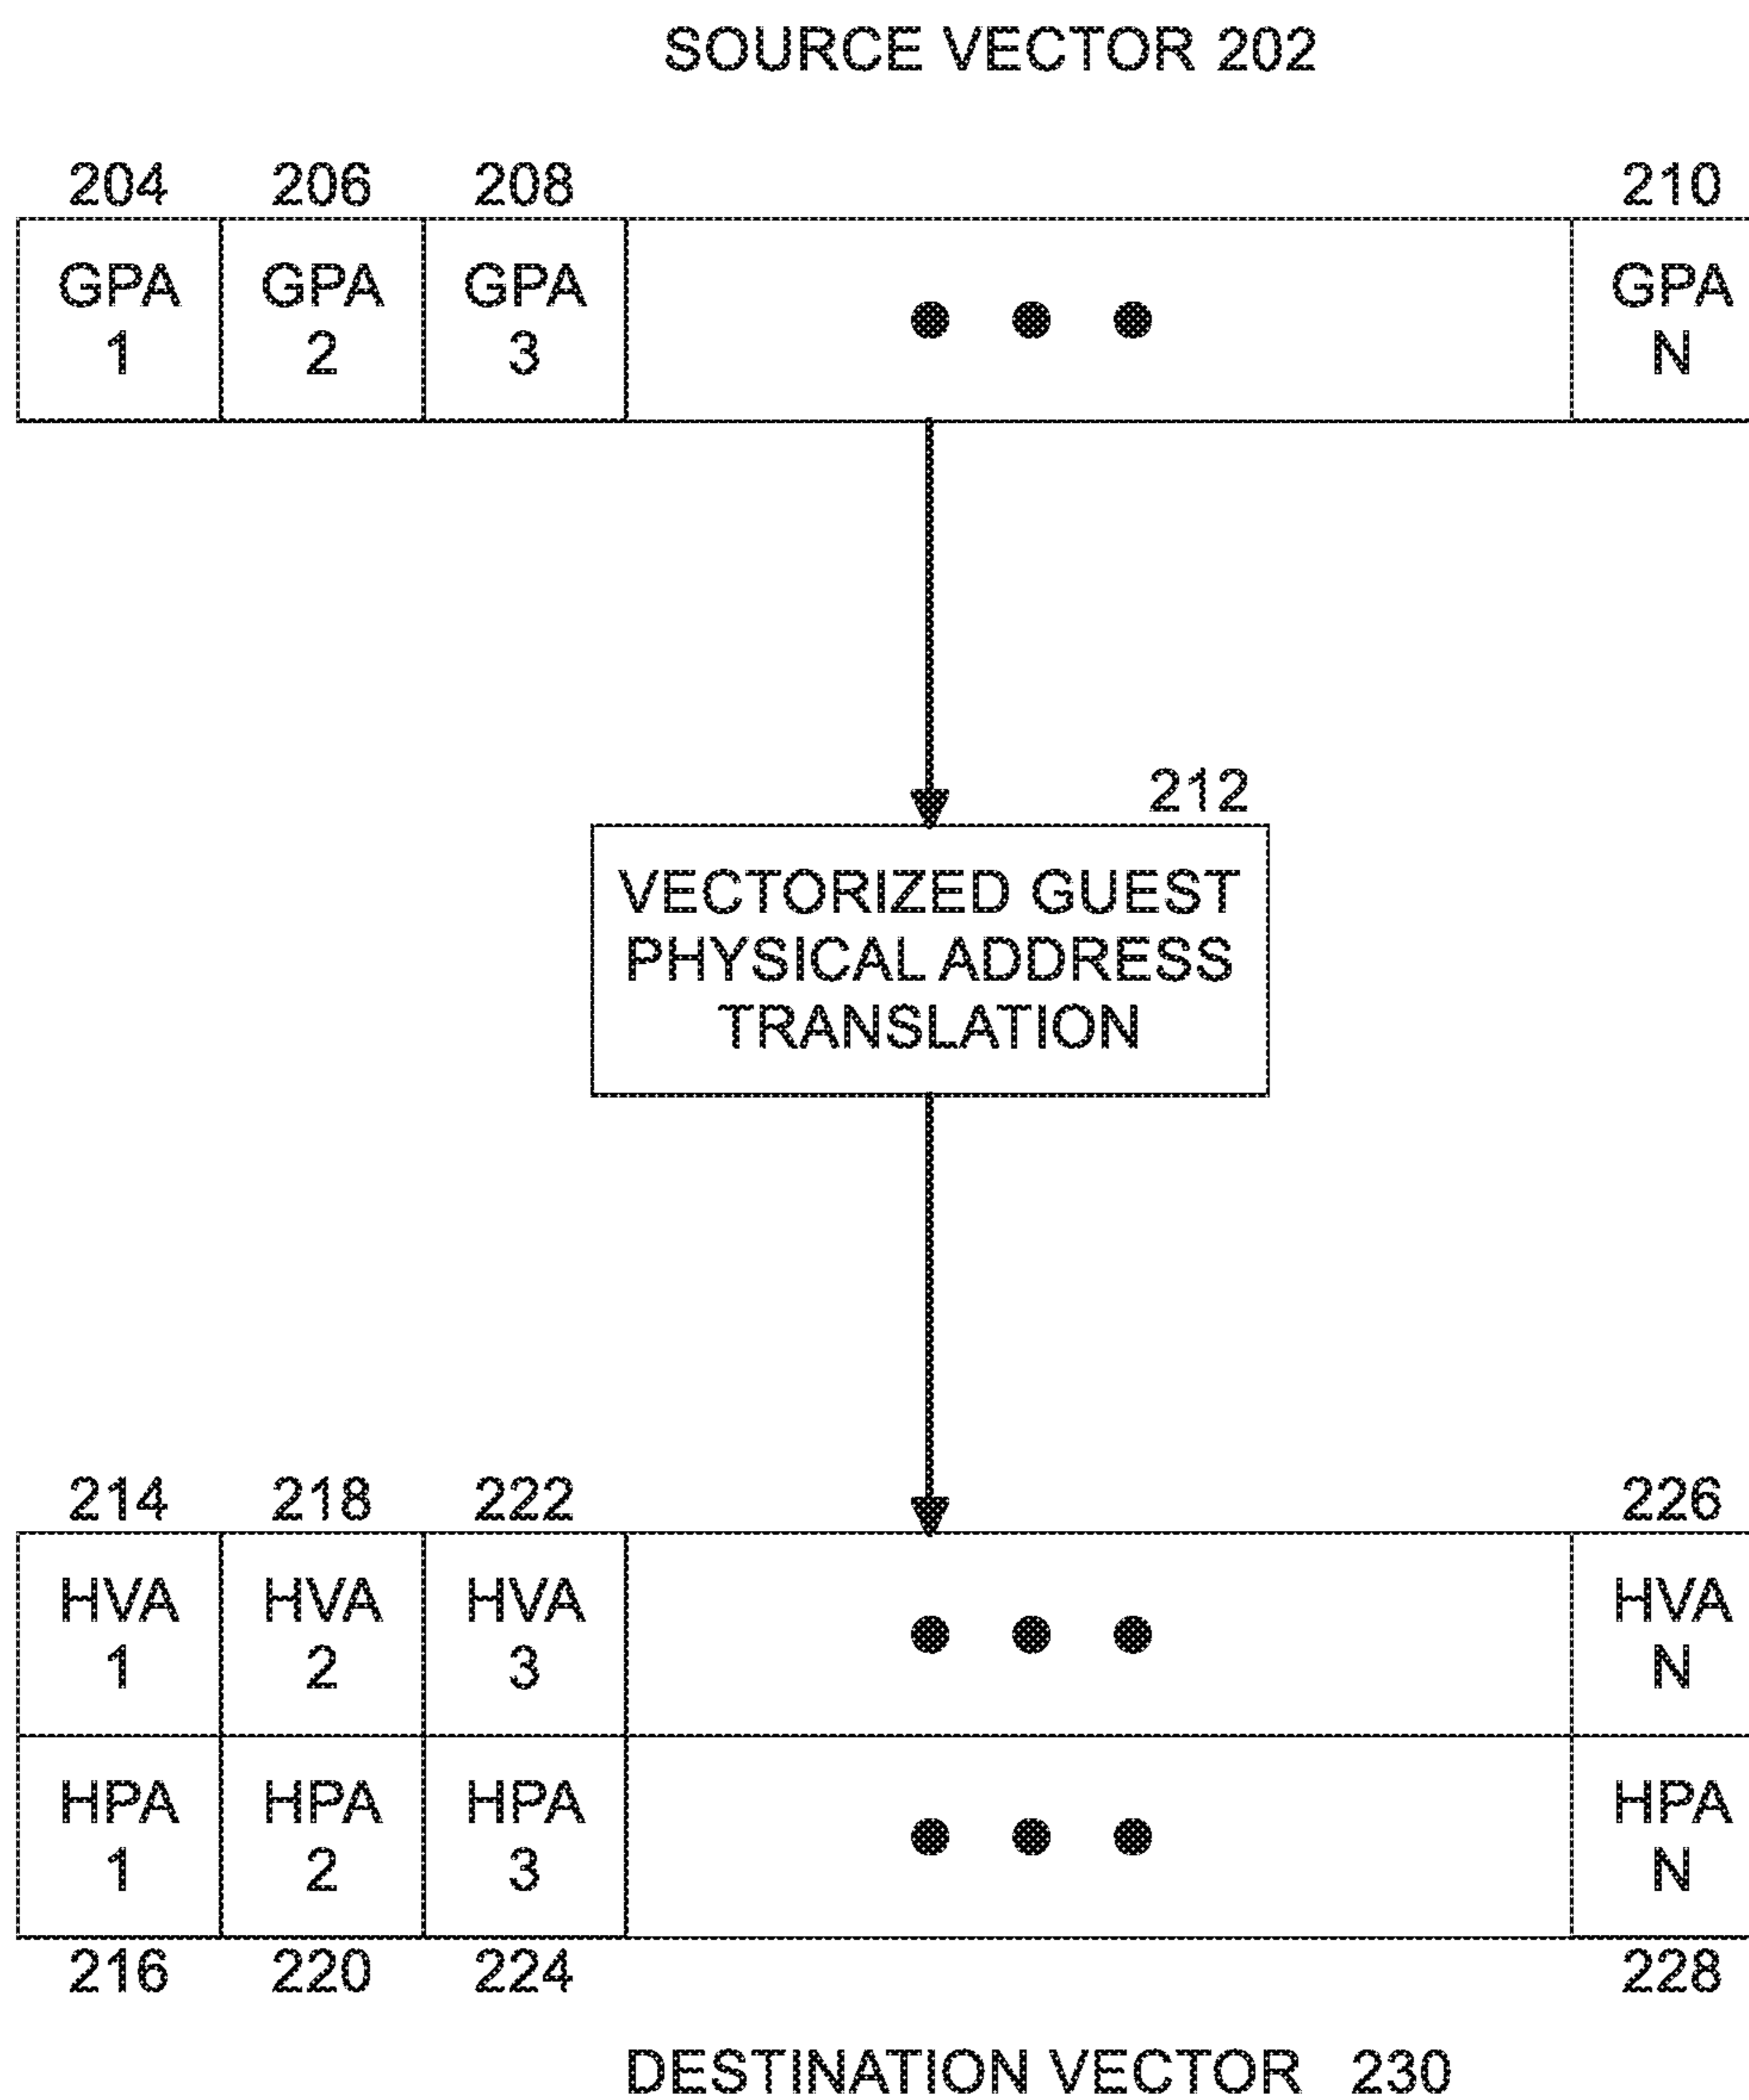 SOURCE VECTOR 202
204 206 208 210
GPA GPA GPA GPA
1 2 3 N
212
VECTORIZED GUEST
PHYSICAL ADDRESS
TRANSLATION
214 218 222 226
HVA HVA HVA HVA
1 2 3 N
HPA HPA HPA HPA
1 2 3 N
216 220 224 228
DESTINATION VECTOR 230